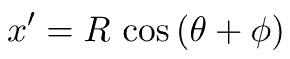 x′ = R cos (θ + ϕ)